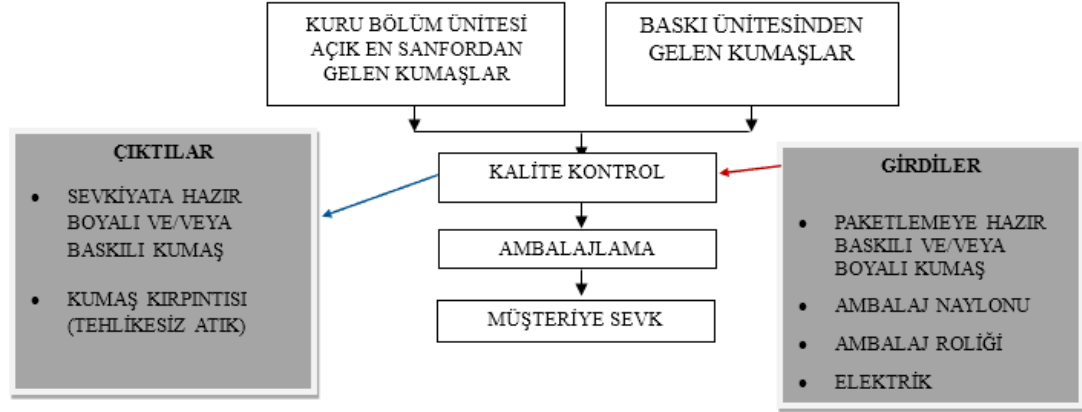 KURU BÖLÜM ÜNİTESİ
AÇIK EN SANFORDAN
GELEN KUMAŞLAR
BASKI ÜNİTESİNDEN
GELEN KUMAŞLAR
ÇIKTILAR
• SEVKİYATA HAZIR
BOYALI VE/VEYA
BASKILI KUMAŞ
• KUMAŞ KIRPINTISI
(TEHLİKESİZ ATIK)
KALİTE KONTROL
AMBALAJLAMA
MÜŞTERİYE SEVK
GİRDİLER
• PAKETLEMEYE HAZIR
BASKILI VE/VEYA
BOYALI KUMAŞ
• AMBALAJ NAYLONU
• AMBALAJ ROLİĞİ
• ELEKTRİK